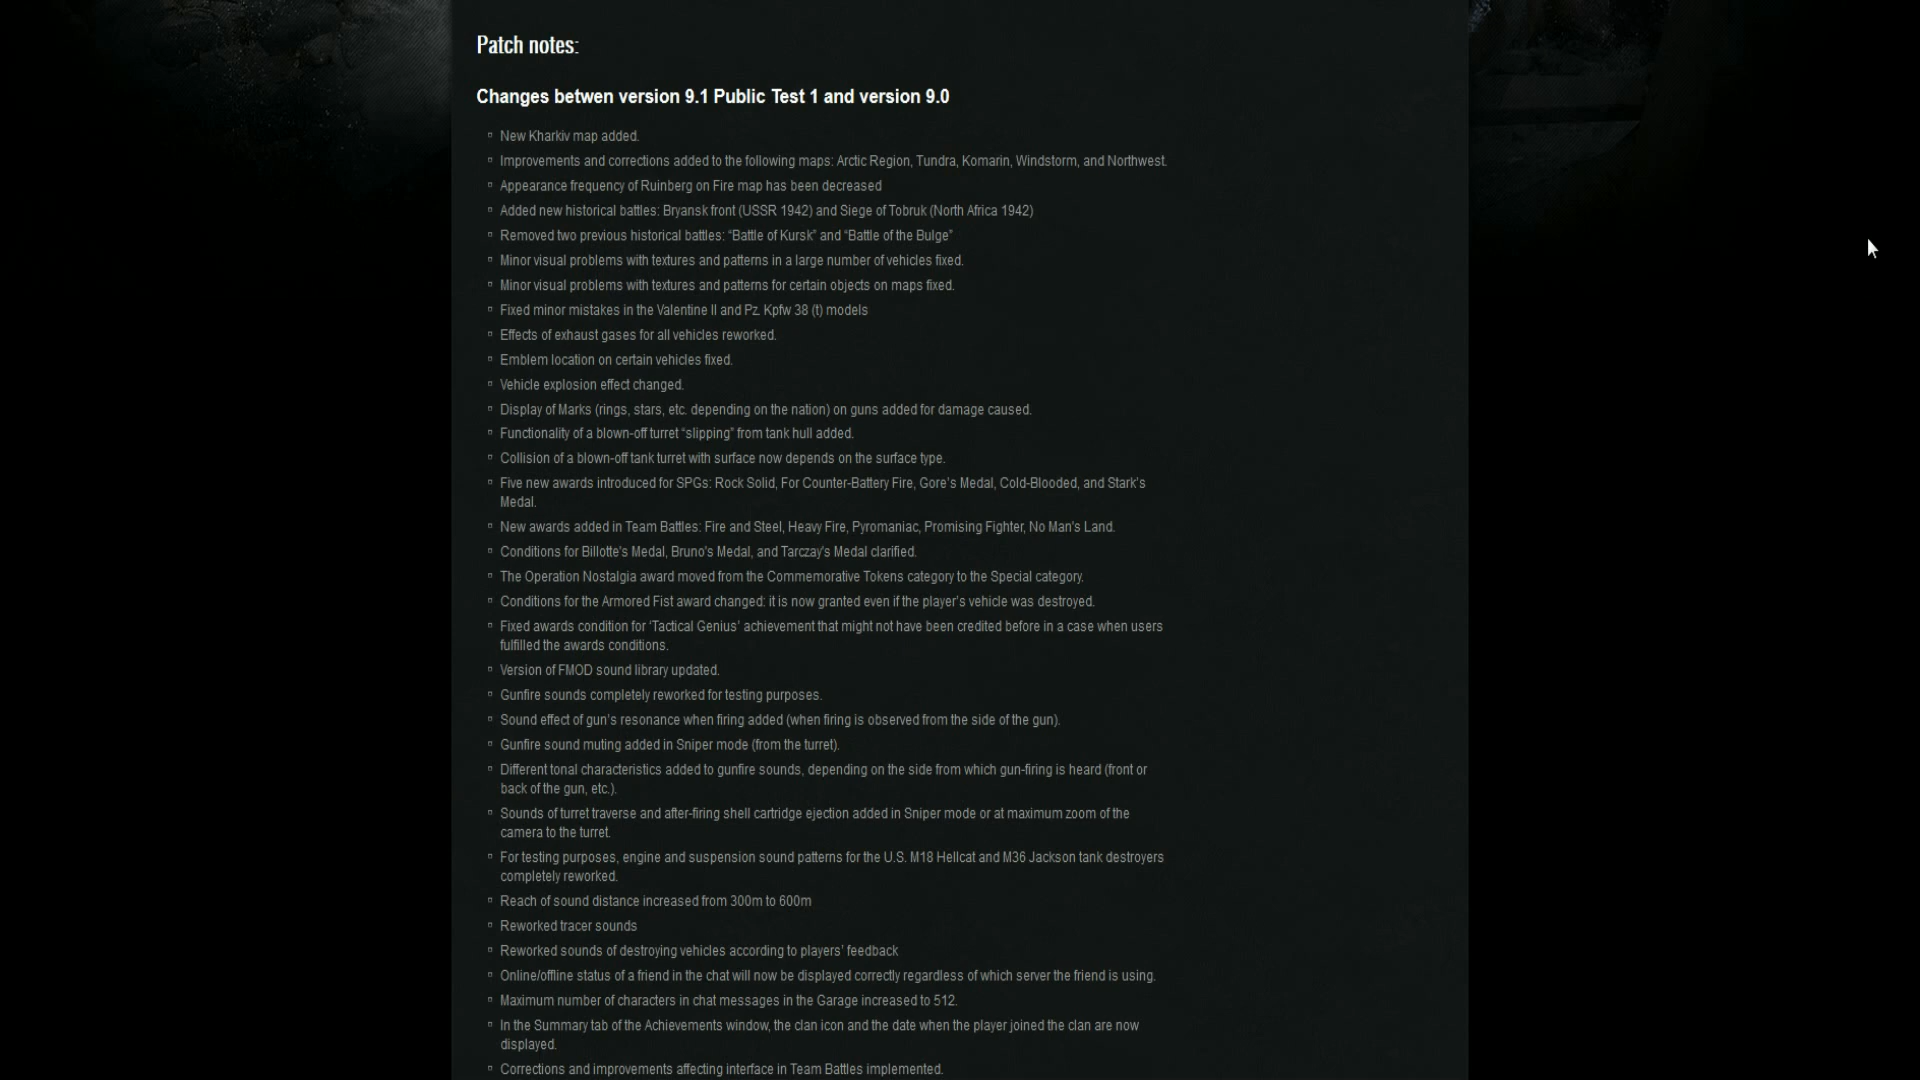 Patch notes:
Changes betwen version 9.1 Public Test 1 and version 9.0
New Kharkiv map added.
Improvements and corrections added to the following maps: Arctic Region, Tundra, Komarin, Windstorm, and Northwest.
Appearance frequency of Ruinberg on Fire map has been decreased
Added new historical battles: Bryansk front (USSR 1942) and Siege of Tobruk (North Africa 1942)
Removed two previous historical battles: “Battle of Kursk” and “Battle of the Bulge”
Minor visual problems with textures and patterns in a large number of vehicles fixed.
Minor visual problems with textures and patterns for certain objects on maps fixed.
Fixed minor mistakes in the Valentine II and Pz. Kpfw 38 (t) models
Effects of exhaust gases for all vehicles reworked.
Emblem location on certain vehicles fixed.
Vehicle explosion effect changed.
Display of Marks (rings, stars, etc. depending on the nation) on guns added for damage caused.
Functionality of a blown-off turret “slipping” from tank hull added.
Collision of a blown-off tank turret with surface now depends on the surface type.
Five new awards introduced for SPGs: Rock Solid, For Counter-Battery Fire, Gore's Medal, Cold-Blooded, and Stark's
Medal.
New awards added in Team Battles: Fire and Steel, Heavy Fire, Pyromaniac, Promising Fighter, No Man's Land.
Conditions for Billotte's Medal, Bruno's Medal, and Tarczay's Medal clarified.
The Operation Nostalgia award moved from the Commemorative Tokens category to the Special category.
Conditions for the Armored Fist award changed: it is now granted even if the player's vehicle was destroyed.
Fixed awards condition for ‘Tactical Genius’ achievement that might not have been credited before in a case when users
fulfilled the awards conditions.
Version of FMOD sound library updated.
Gunfire sounds completely reworked for testing purposes.
Sound effect of gun's resonance when firing added (when firing is observed from the side of the gun).
Gunfire sound muting added in Sniper mode (from the turret).
Different tonal characteristics added to gunfire sounds, depending on the side from which gun-firing is heard (front or
back of the gun, etc.).
Sounds of turret traverse and after-firing shell cartridge ejection added in Sniper mode or at maximum zoom of the
camera to the turret.
For testing purposes, engine and suspension sound patterns for the U.S. M18 Hellcat and M36 Jackson tank destroyers
completely reworked.
Reach of sound distance increased from 300m to 600m
Reworked tracer sounds
Reworked sounds of destroying vehicles according to players’ feedback
Online/offline status of a friend in the chat will now be displayed correctly regardless of which server the friend is using.
Maximum number of characters in chat messages in the Garage increased to 512.
In the Summary tab of the Achievements window, the clan icon and the date when the player joined the clan are now
displayed.
Corrections and improvements affecting interface in Team Battles implemented.